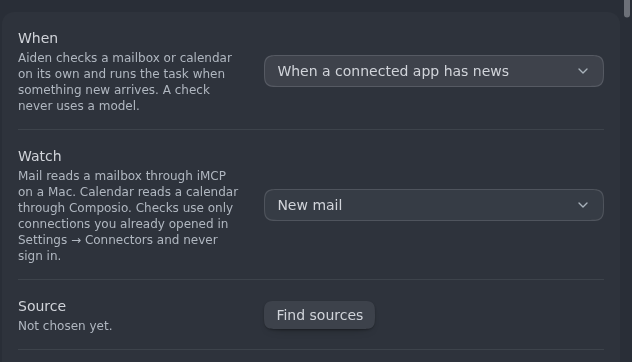 When
Aiden checks a mailbox or calendar
on its own and runs the task when
something new arrives. A check
never uses a model.
When a connected app has news
Watch
Mail reads a mailbox through iMCP
on a Mac. Calendar reads a calendar
through Composio. Checks use only
connections you already opened in
Settings → Connectors and never
sign in.
New mail
Source
Not chosen yet.
Find sources